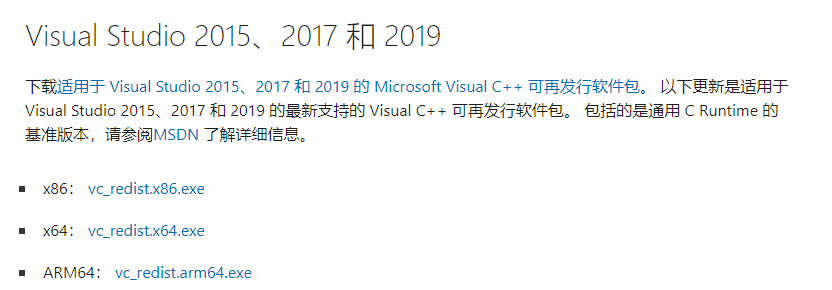 Visual Studio 2015、2017 和 2019
下载适用于 Visual Studio 2015、2017 和 2019 的 Microsoft Visual C++ 可再发行软件包。 以下更新是适用于
Visual Studio 2015、2017 和 2019 的最新支持的 Visual C++ 可再发行软件包。 包括的是通用 C Runtime 的
基准版本，请参阅MSDN 了解详细信息。
x86： vc_redist.x86.exe
x64： vc_redist.x64.exe
ARM64： vc_redist.arm64.exe